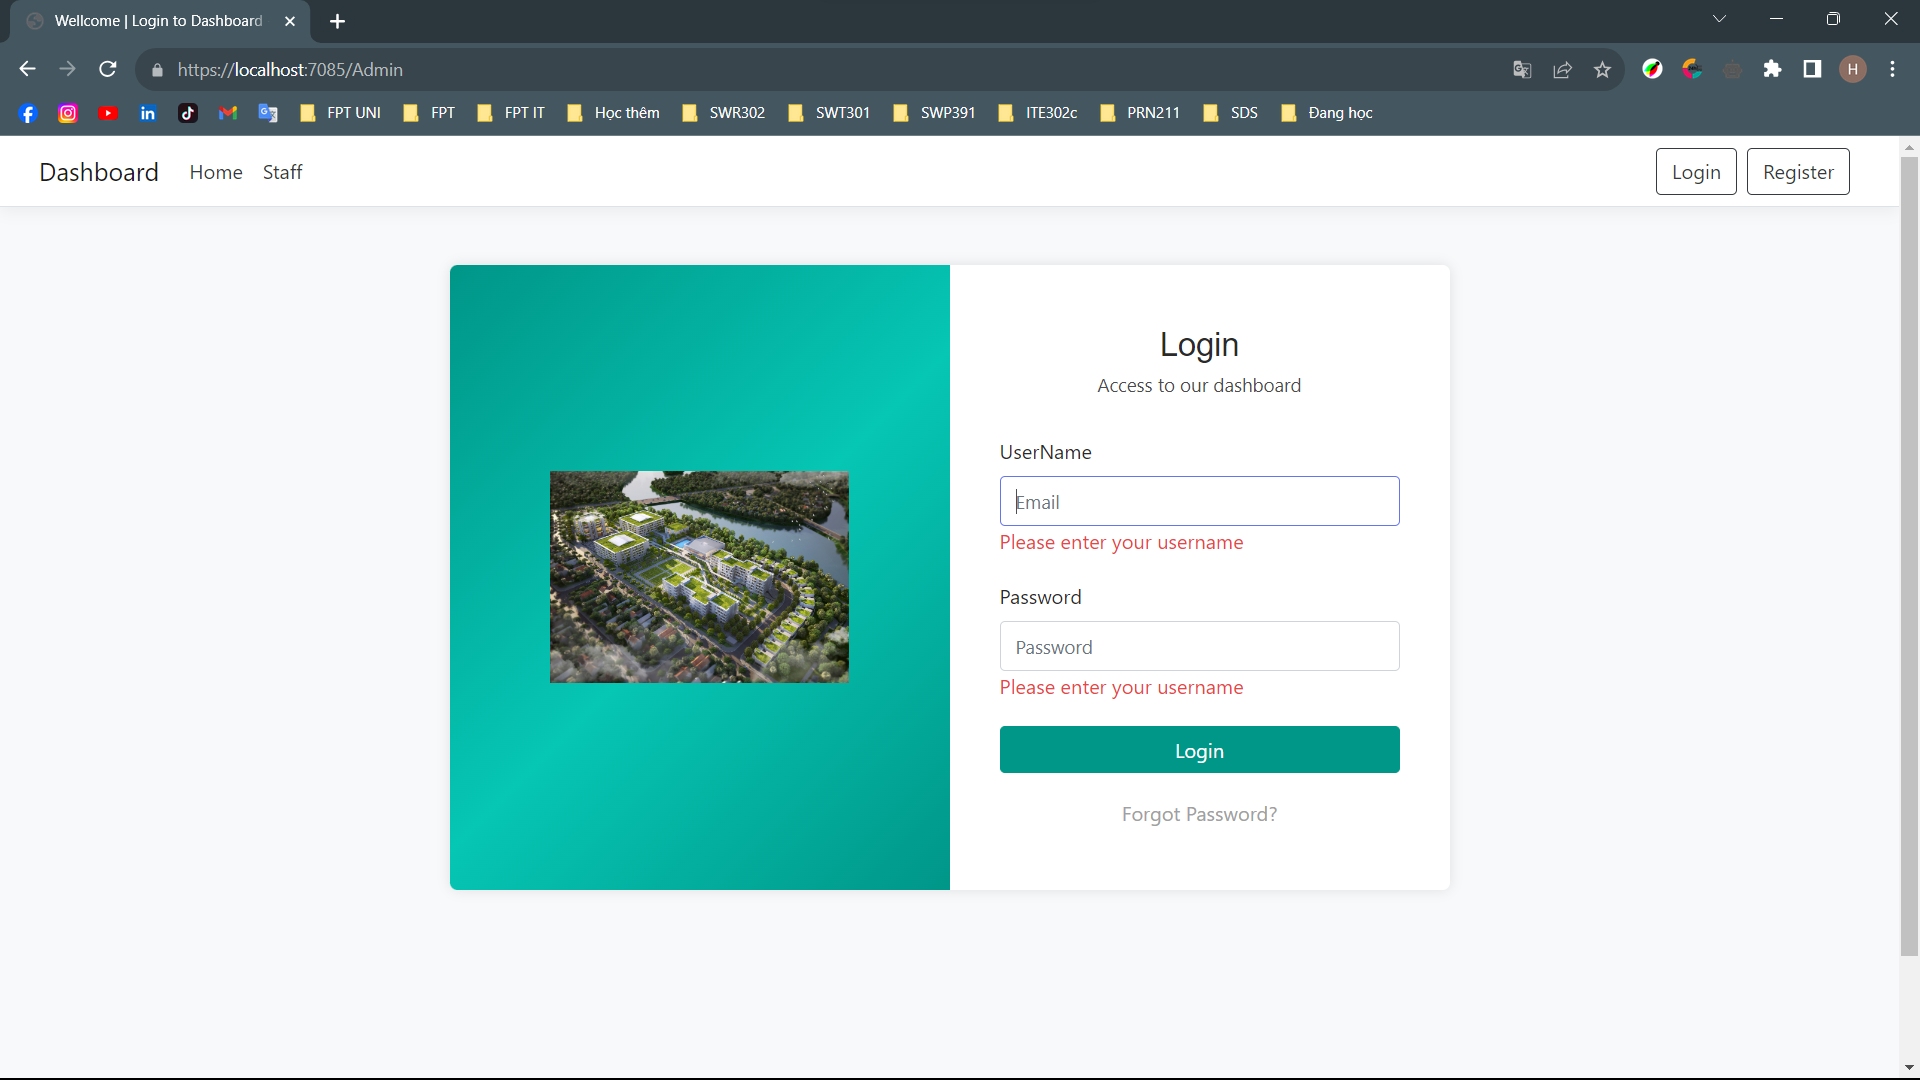 Wellcome | Login to Dashboard
https://localhost:7085/Admin
H
FPT UNI FPT FPT IT Học thêm SWR302 SWT301 SWP391 ITE302c PRN211 SDS Đang học
Dashboard Home Staff Login Register
Login
Access to our dashboard
UserName
Email
Please enter your username
Password
Password
Please enter your username
Login
Forgot Password?